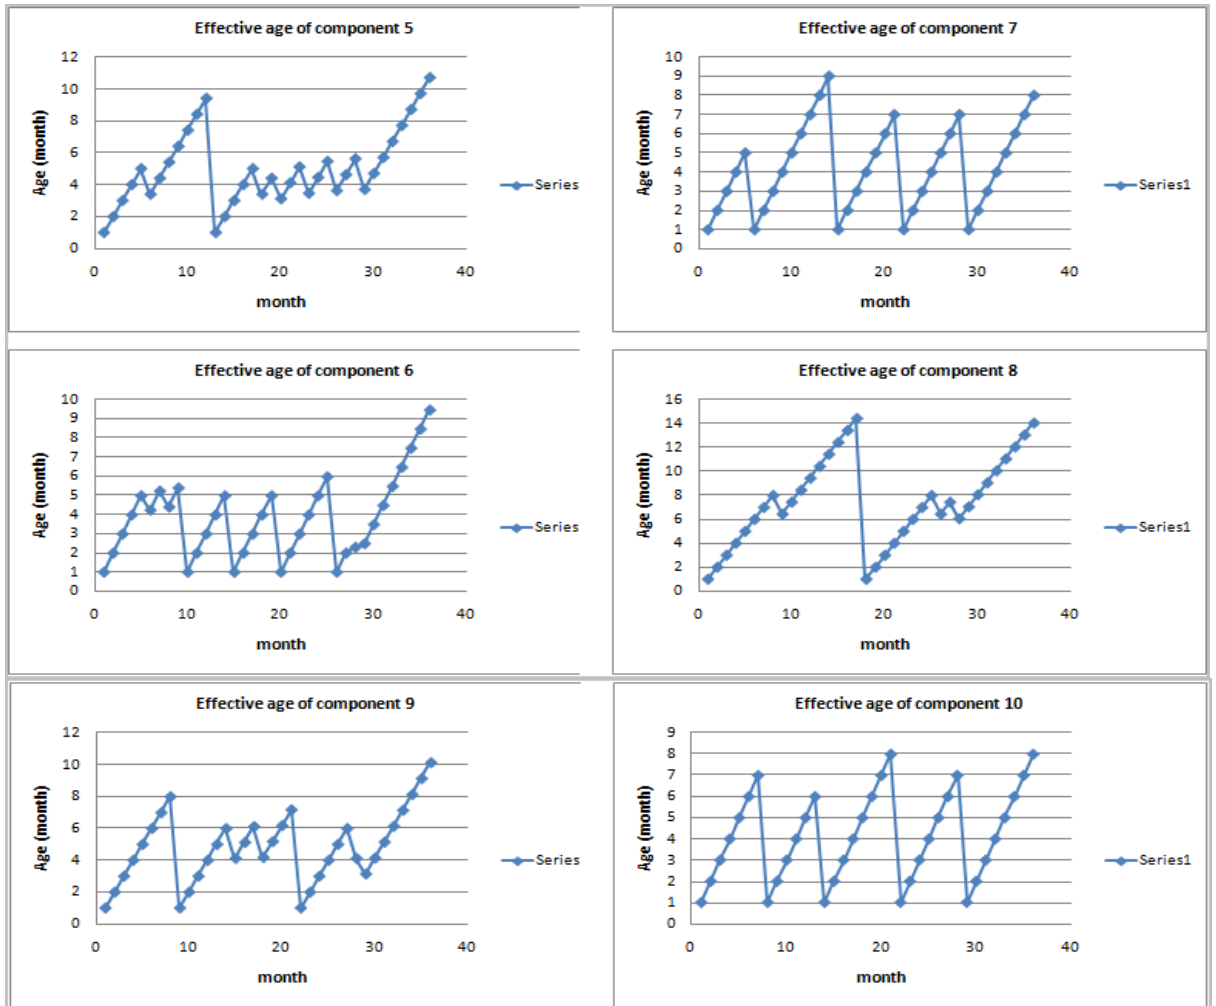 Effective age of component 5
12
10
8
6
4
2
0
Age (month)
0 10 20 30 40
month
Series
Effective age of component 7
10
9
8
7
6
5
4
3
2
1
0
Age (month)
0 10 20 30 40
month
Series1
Effective age of component 6
10
9
8
7
6
5
4
3
2
1
0
Age (month)
0 10 20 30 40
month
Series
Effective age of component 8
16
14
12
10
8
6
4
2
0
Age (month)
0 10 20 30 40
month
Series1
Effective age of component 9
12
10
8
6
4
2
0
Age (month)
0 10 20 30 40
month
Series
Effective age of component 10
9
8
7
6
5
4
3
2
1
0
Age (month)
0 10 20 30 40
month
Series1